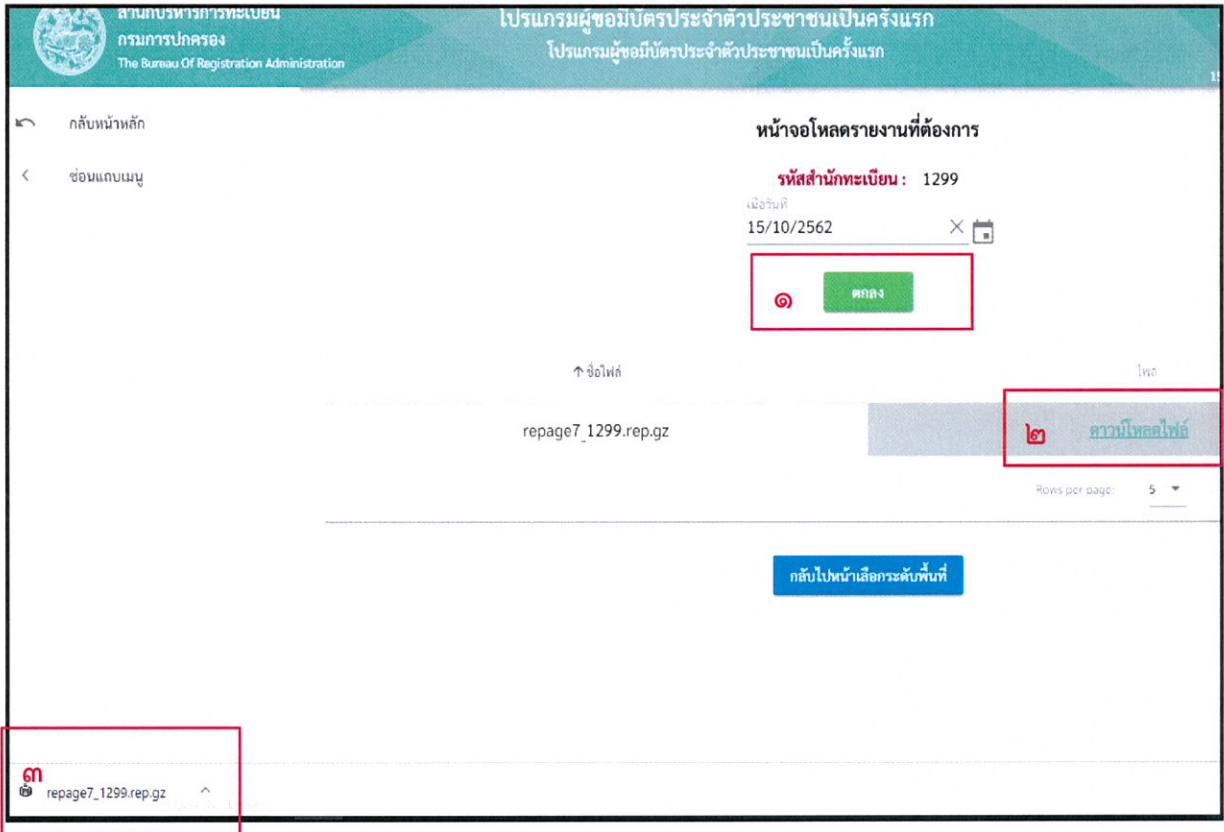 สำนักบริหารการทะเบียน
กรมการปกครอง
The Bureau Of Registration Administration
โปรแกรมผู้ขอมีบัตรประจำตัวประชาชนเป็นครั้งแรก
โปรแกรมผู้ขอมีบัตรประจำตัวประชาชนเป็นครั้งแรก
กลับหน้าหลัก
ซ่อนแถบเมนู
หน้าจอโหลดรายงานที่ต้องการ
รหัสสำนักทะเบียน : 1299
เมื่อวันที่
15/10/2562
๑ ตกลง
ชื่อไฟล์ ไฟล์
repage7_1299.rep.gz ๒ ดาวน์โหลดไฟล์
Rows per page: 5
กลับไปหน้าเลือกระดับพื้นที่
๓
repage7_1299.rep.gz